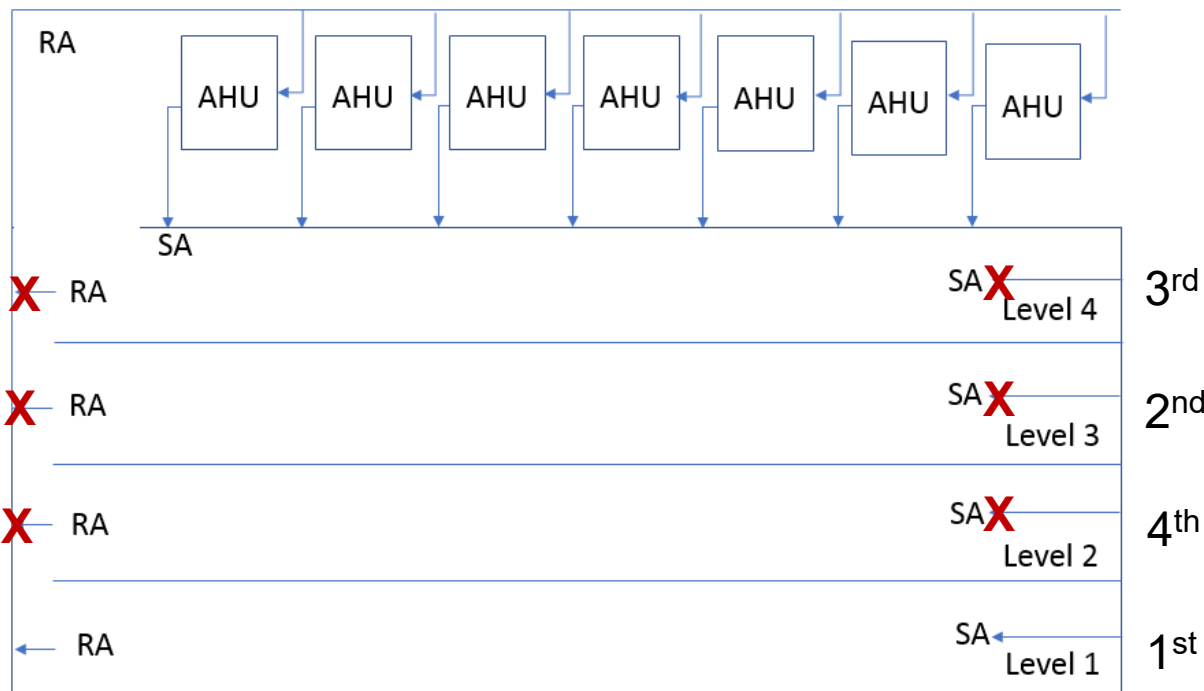 RA
AHU AHU AHU AHU AHU AHU AHU
SA
X RA SA X 3rd
Level 4
X RA SA X 2nd
Level 3
X RA SA X 4th
Level 2
RA SA 1st
Level 1